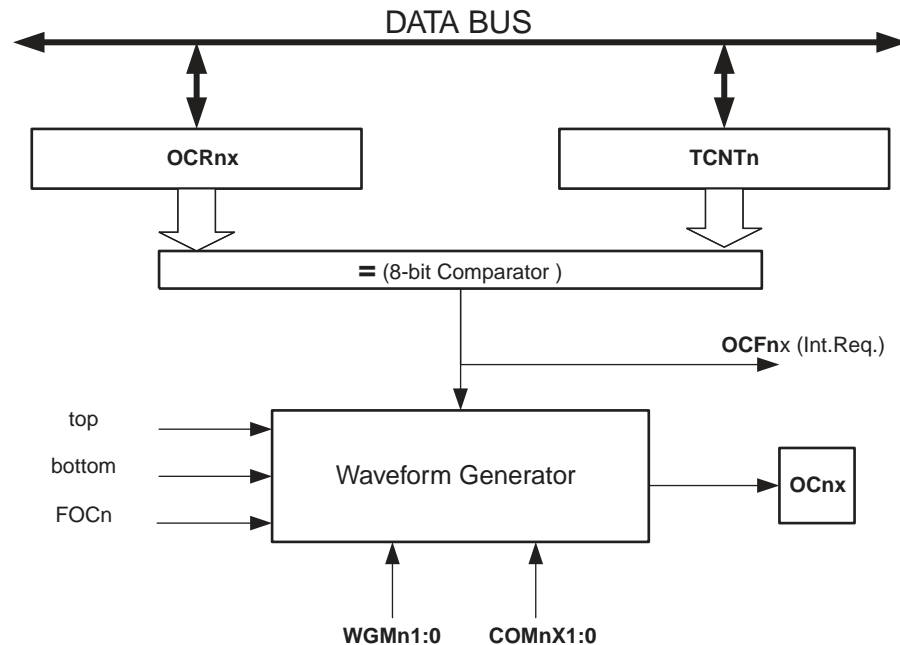 DATA BUS
OCRnx
TCNTn
= (8-bit Comparator )
OCFnx (Int.Req.)
top
bottom
FOCn
Waveform Generator
OCnx
WGMn1:0
COMnX1:0